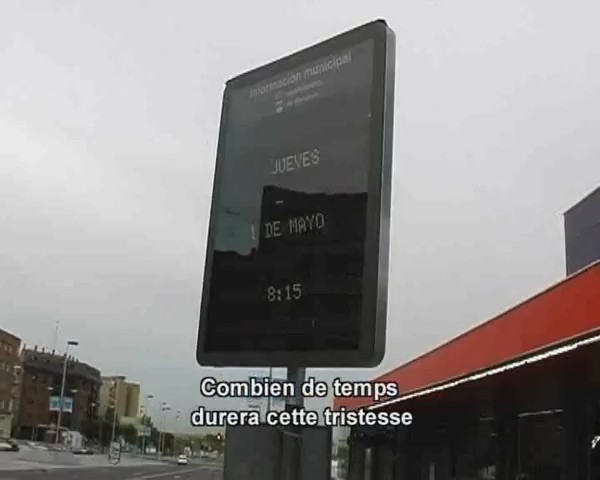 Información municipal
JUEVES
1 DE MAYO
8:15
Combien de temps
durera cette tristesse